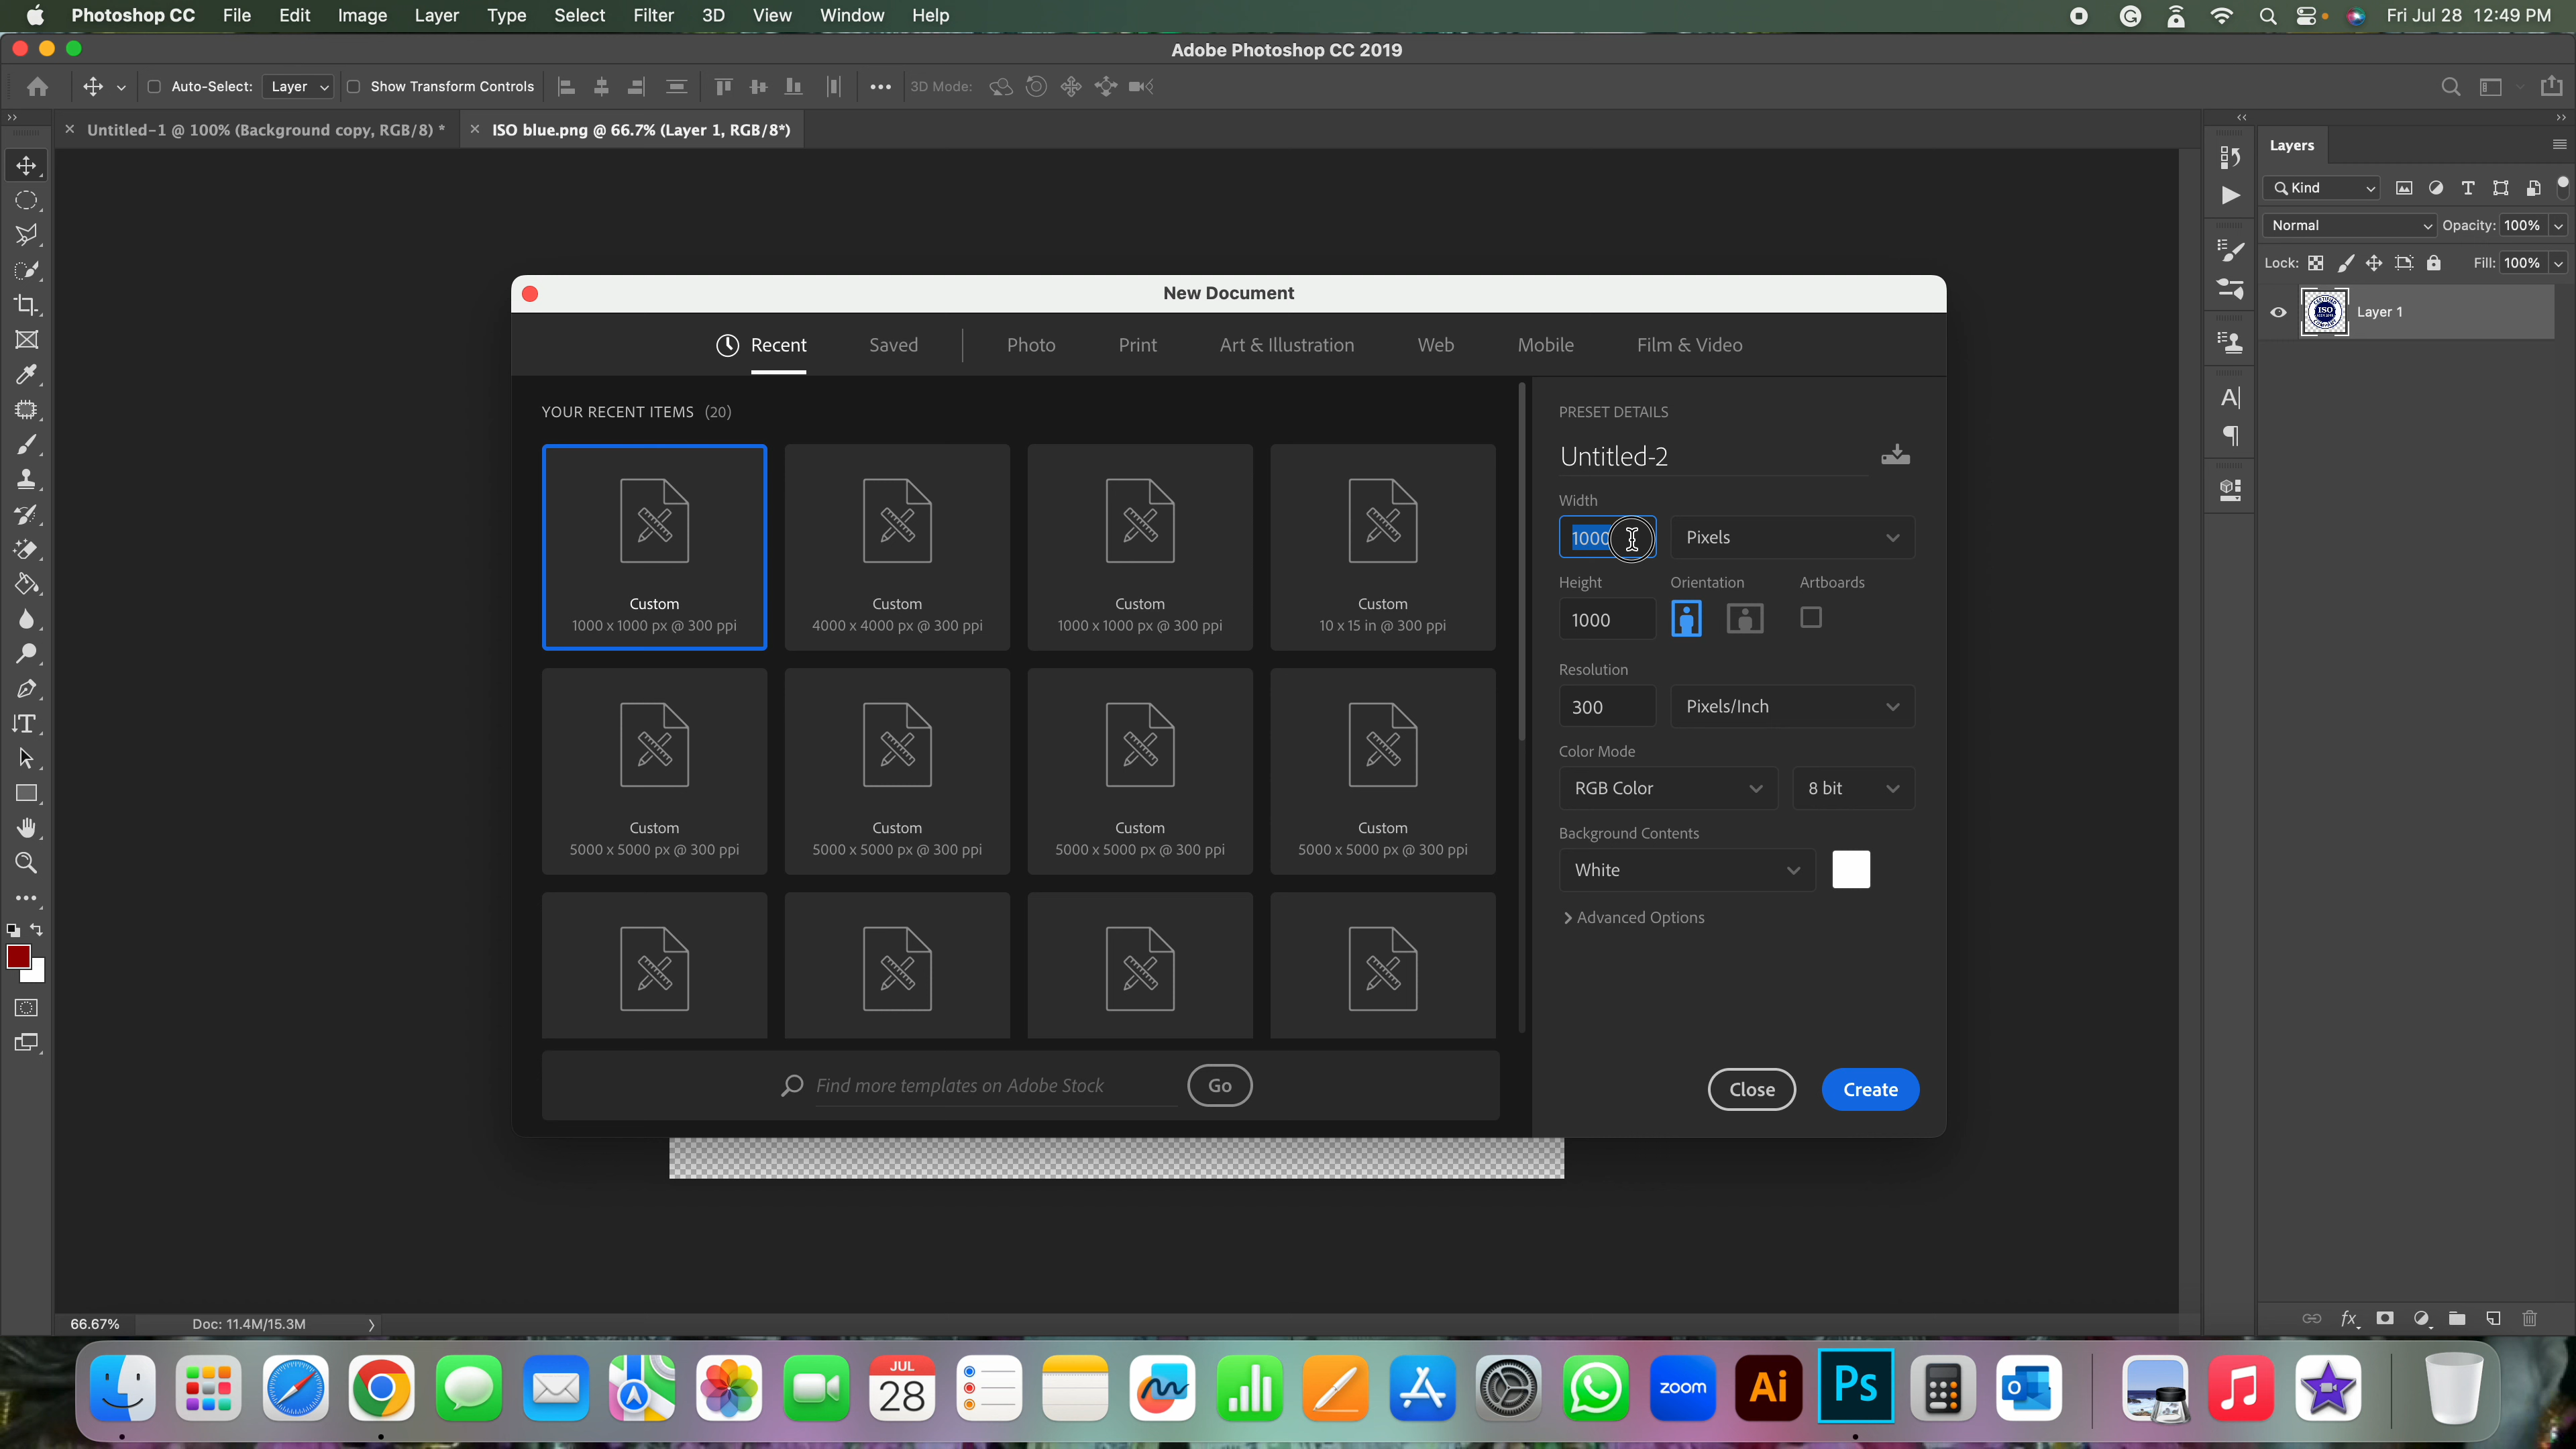 Photoshop CC File Edit Image Layer Type Select Filter 3D View Window Help Fri Jul 28 12:49 PM
Adobe Photoshop CC 2019
Auto-Select: Layer Show Transform Controls 3D Mode:
Untitled-1 @ 100% (Background copy, RGB/8) * ISO blue.png @ 66.7% (Layer 1, RGB/8*)
Layers
Kind
Normal Opacity: 100%
Lock: Fill: 100%
Layer 1
New Document
Recent Saved Photo Print Art & Illustration Web Mobile Film & Video
YOUR RECENT ITEMS (20)
Custom
1000 x 1000 px @ 300 ppi
Custom
4000 x 4000 px @ 300 ppi
Custom
1000 x 1000 px @ 300 ppi
Custom
10 x 15 in @ 300 ppi
Custom
5000 x 5000 px @ 300 ppi
Custom
5000 x 5000 px @ 300 ppi
Custom
5000 x 5000 px @ 300 ppi
Custom
5000 x 5000 px @ 300 ppi
Find more templates on Adobe Stock Go
PRESET DETAILS
Untitled-2
Width
1000 Pixels
Height Orientation Artboards
1000
Resolution
300 Pixels/Inch
Color Mode
RGB Color 8 bit
Background Contents
White
Advanced Options
Close Create
66.67% Doc: 11.4M/15.3M
JUL
28
zoom
Ai
Ps